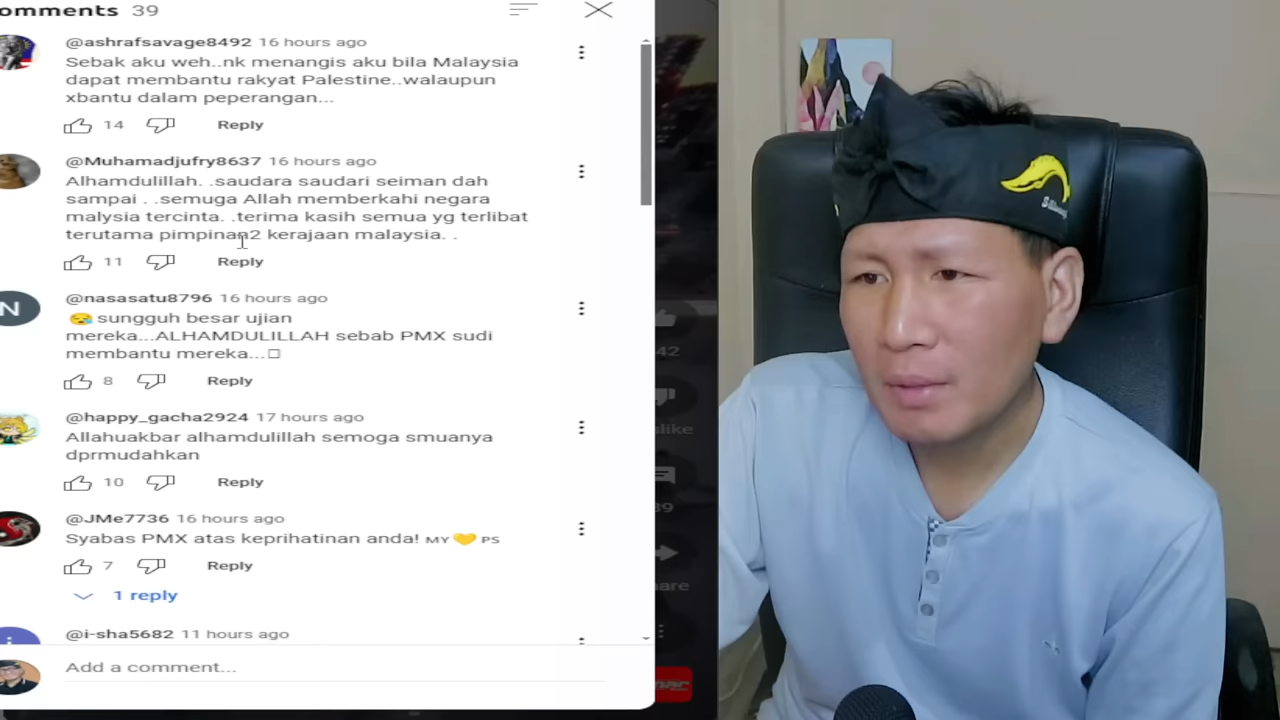 omments 39
@ashrafsavage8492 16 hours ago
Sebak aku weh..nk menangis aku bila Malaysia
dapat membantu rakyat Palestine..walaupun
xbantu dalam peperangan...
14 Reply
@Muhamadjufry8637 16 hours ago
Alhamdulillah. .saudara saudari seiman dah
sampai . .semuga Allah memberkahi negara
malysia tercinta. .terima kasih semua yg terlibat
terutama pimpinan2 kerajaan malaysia. .
11 Reply
N
@nasasatu8796 16 hours ago
😪 sungguh besar ujian
mereka...ALHAMDULILLAH sebab PMX sudi
membantu mereka...□
8 Reply
@happy_gacha2924 17 hours ago
Allahuakbar alhamdulillah semoga smuanya
dprmudahkan
10 Reply
@JMe7736 16 hours ago
Syabas PMX atas keprihatinan anda! MY💛PS
7 Reply
1 reply
@i-sha5682 11 hours ago
Add a comment...
42
slike
39
are